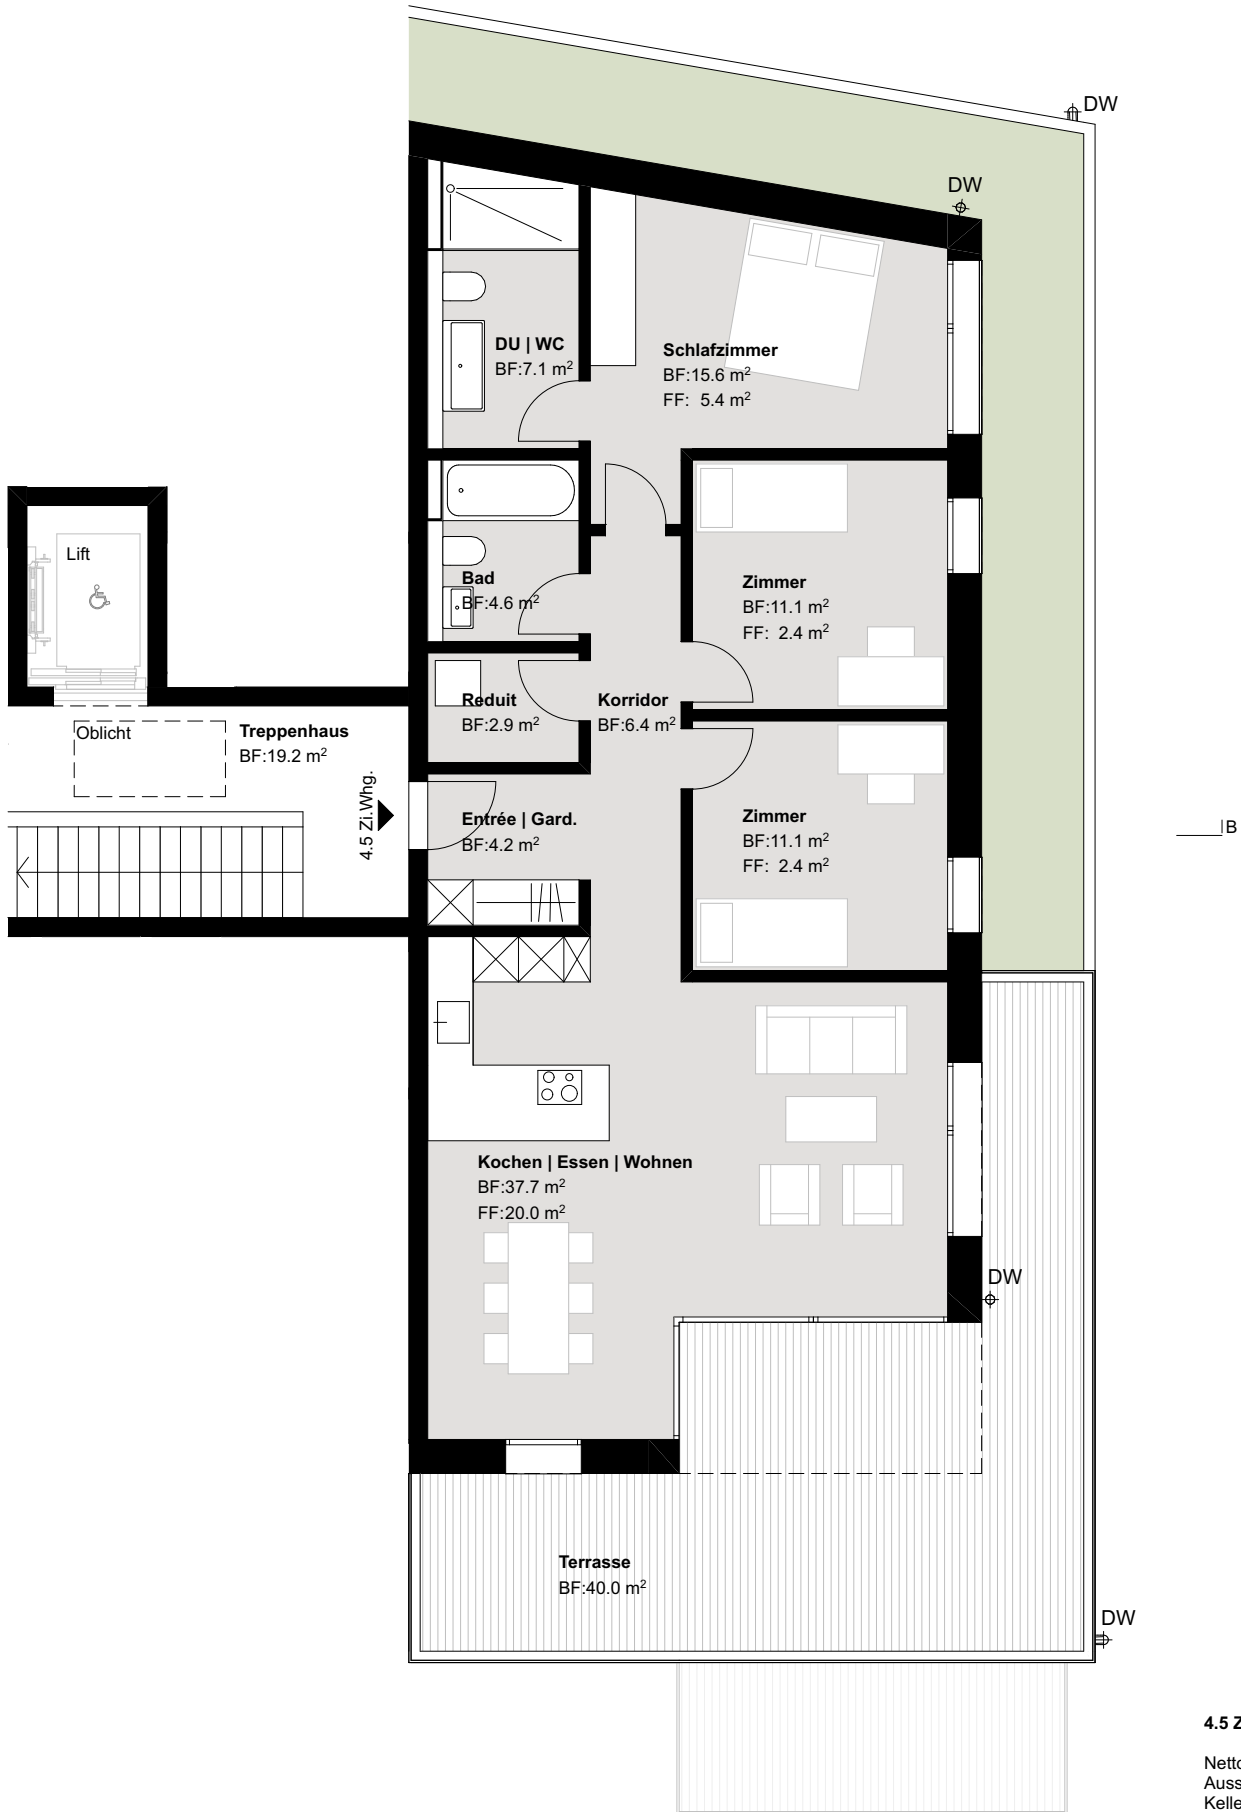 DW
DW
DU | WC
BF:7.1 m²
Schlafzimmer
BF:15.6 m²
FF: 5.4 m²
Lift
Bad
BF:4.6 m²
Zimmer
BF:11.1 m²
FF: 2.4 m²
Reduit
BF:2.9 m²
Korridor
BF:6.4 m²
Oblicht
Treppenhaus
BF:19.2 m²
4.5 Zi.Whg.
Entrée | Gard.
BF:4.2 m²
Zimmer
BF:11.1 m²
FF: 2.4 m²
B
Kochen | Essen | Wohnen
BF:37.7 m²
FF:20.0 m²
DW
Terrasse
BF:40.0 m²
DW
4.5 Z